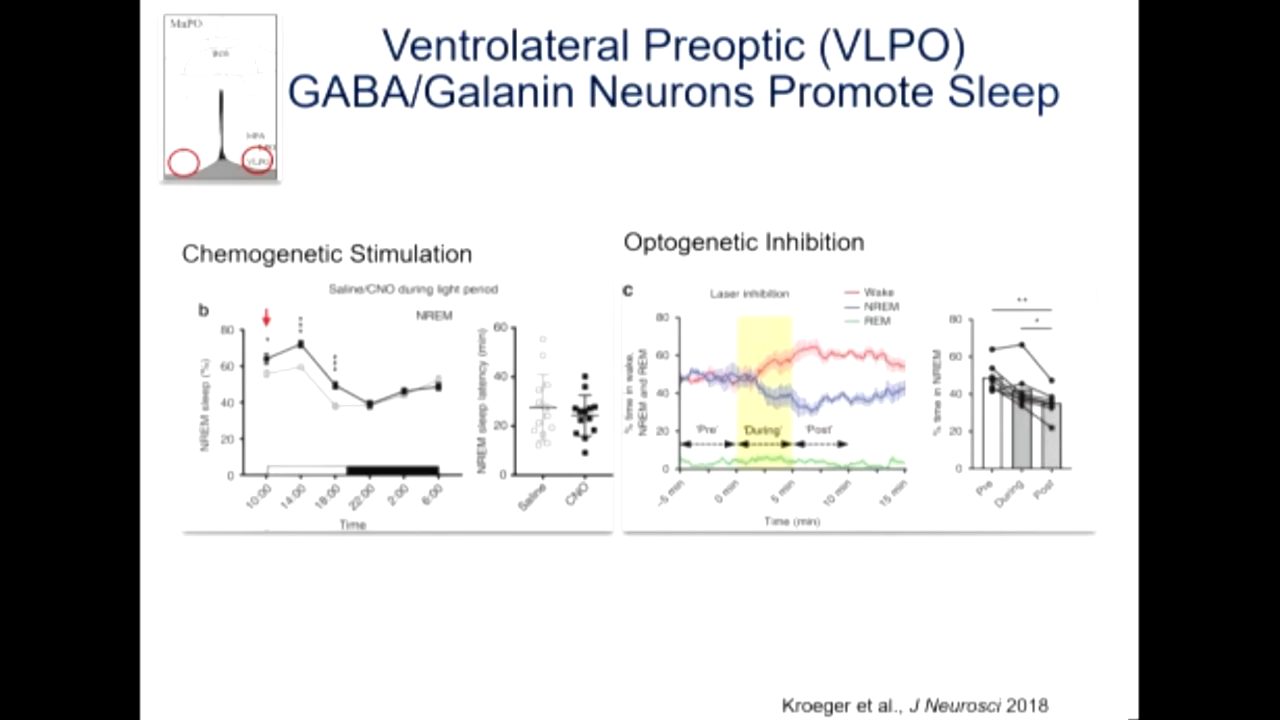 MnPO
Ventrolateral Preoptic (VLPO)
GABA/Galanin Neurons Promote Sleep
VLPO
Chemogenetic Stimulation
Saline/CNO during light period
b
NREM
NREM sleep (%)
80
60
40
20
0
10:00
14:00
18:00
22:00
2:00
6:00
Time
NREM sleep latency (min)
60
40
20
0
Saline
CNO
Optogenetic Inhibition
c
Laser inhibition
Wake
NREM
REM
% time in wake,
NREM and REM
80
60
40
20
0
'Pre'
'During'
'Post'
-5 min
0 min
5 min
10 min
15 min
Time (min)
**
*
% time in NREM
80
60
40
20
0
Pre
During
Post
Kroeger et al., J Neurosci 2018